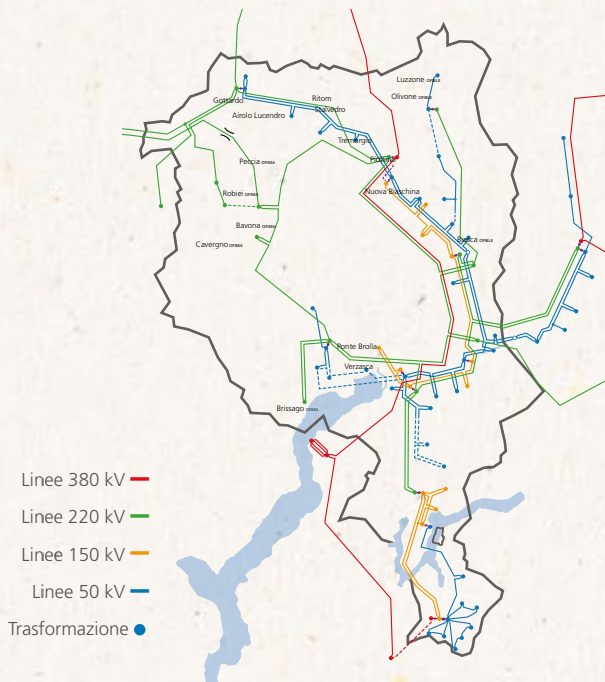 Luzzone OFIBLE
Olivone OFIBLE
Gottardo
Ritom
Stalvedro
Airolo Lucendro
Tremorgio
Peccia OFIMA
Robiei OFIMA
Nuova Biaschina
Bavona OFIMA
Cavergno OFIMA
Biasca OFIBLE
Ponte Brolla
Verzasca
Brissago OFIMA
Linee 380 kV
Linee 220 kV
Linee 150 kV
Linee 50 kV
Trasformazione